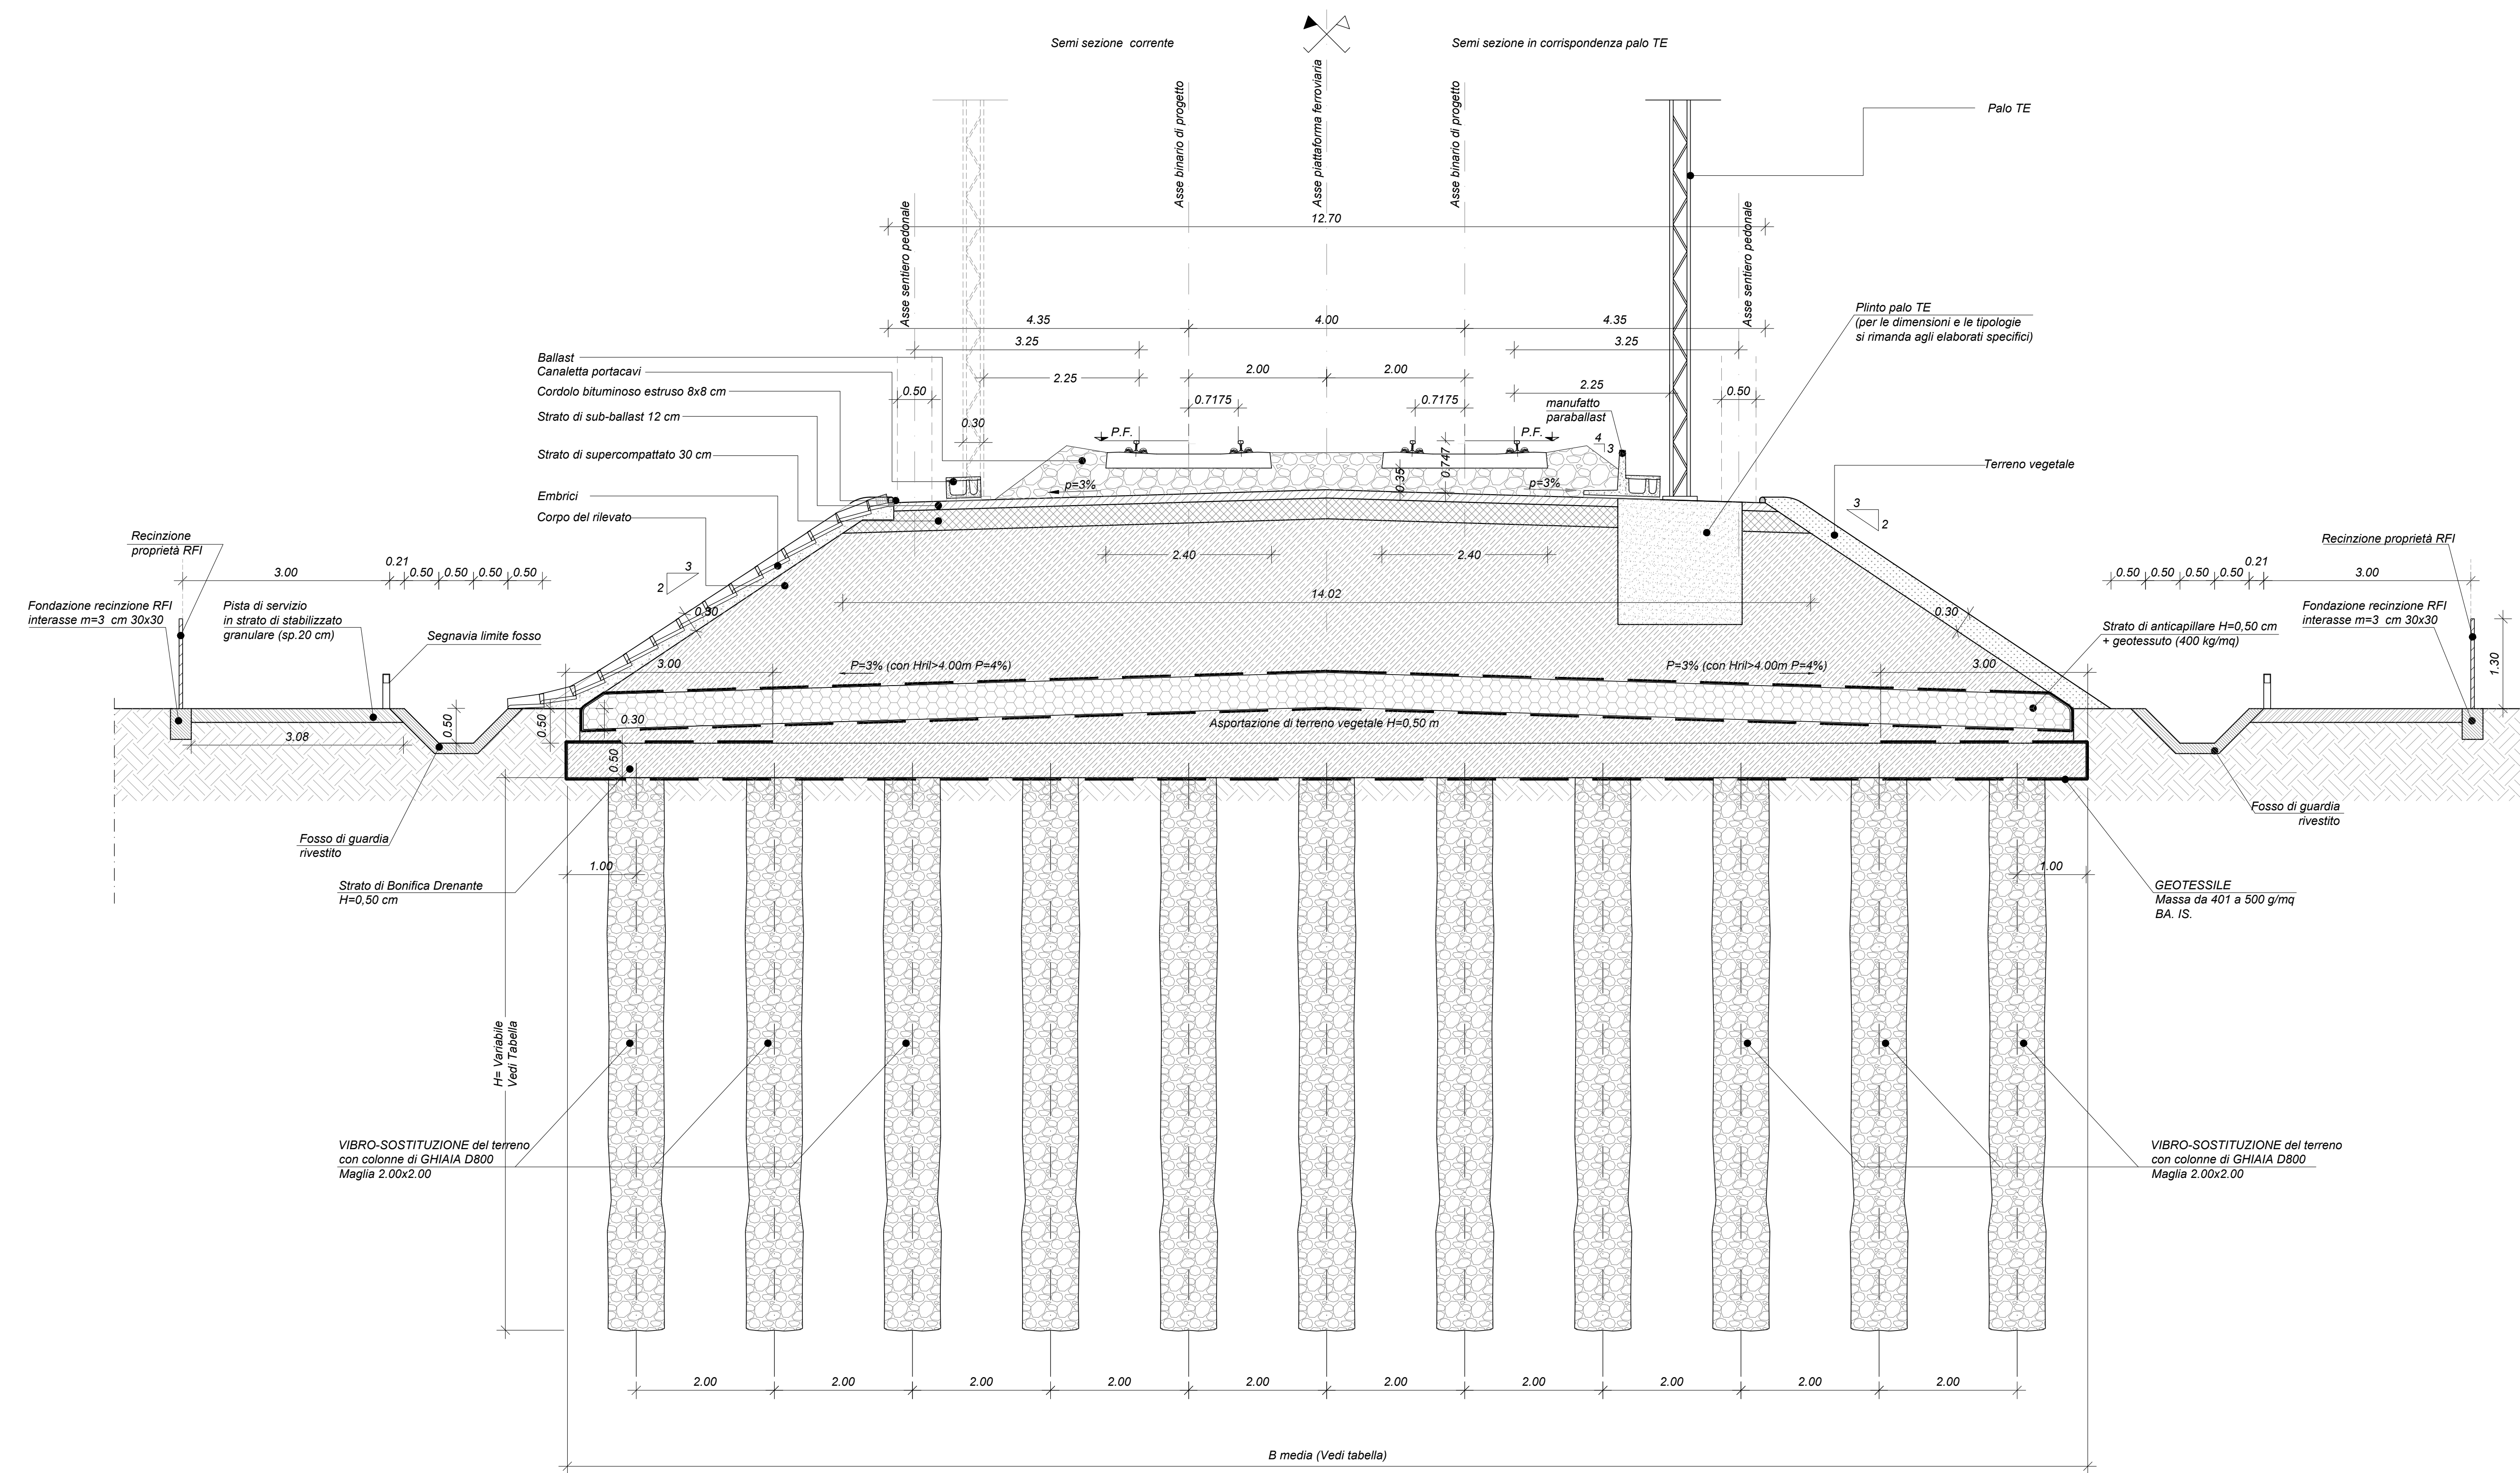 Semi sezione  corrente
Semi sezione in corrispondenza palo TE
Asse binario di progetto
Asse piattaforma ferroviaria
Asse binario di progetto
Palo TE
Asse sentiero pedonale
12.70
Asse sentiero pedonale
4.35
4.00
4.35
3.25
3.25
Plinto palo TE
(per le dimensioni e le tipologie
si rimanda agli elaborati specifici)
Ballast
Canaletta portacavi
Cordolo bituminoso estruso 8x8 cm
Strato di sub-ballast 12 cm
Strato di supercompattato 30 cm
Embrici
Corpo del rilevato
2.25
2.00
2.00
2.25
0.50
0.50
0.7175
0.7175
manufatto
paraballast
0.30
P.F.
P.F.
4
3
0.747
0.35
p=3%
p=3%
Terreno vegetale
3
2
2.40
2.40
14.02
3
2
0.30
0.30
Recinzione
proprietà RFI
3.00
0.21
0.50
0.50
0.50
0.50
Fondazione recinzione RFI
interasse m=3  cm 30x30
Pista di servizio
in strato di stabilizzato
granulare (sp.20 cm)
Segnavia limite fosso
Recinzione proprietà RFI
0.50
0.50
0.50
0.50
0.21
3.00
Fondazione recinzione RFI
interasse m=3  cm 30x30
Strato di anticapillare H=0,50 cm
+ geotessuto (400 kg/mq)
1.30
3.00
P=3% (con Hril>4.00m P=4%)
P=3% (con Hril>4.00m P=4%)
3.00
0.50
0.50
0.30
3.08
Asportazione di terreno vegetale H=0,50 m
0.50
Fosso di guardia
rivestito
Fosso di guardia
rivestito
1.00
1.00
Strato di Bonifica Drenante
H=0,50 cm
GEOTESSILE
Massa da 401 a 500 g/mq
BA. IS.
H= Variabile
Vedi Tabella
VIBRO-SOSTITUZIONE del terreno
con colonne di GHIAIA D800
Maglia 2.00x2.00
VIBRO-SOSTITUZIONE del terreno
con colonne di GHIAIA D800
Maglia 2.00x2.00
2.00
2.00
2.00
2.00
2.00
2.00
2.00
2.00
2.00
2.00
B media (Vedi tabella)